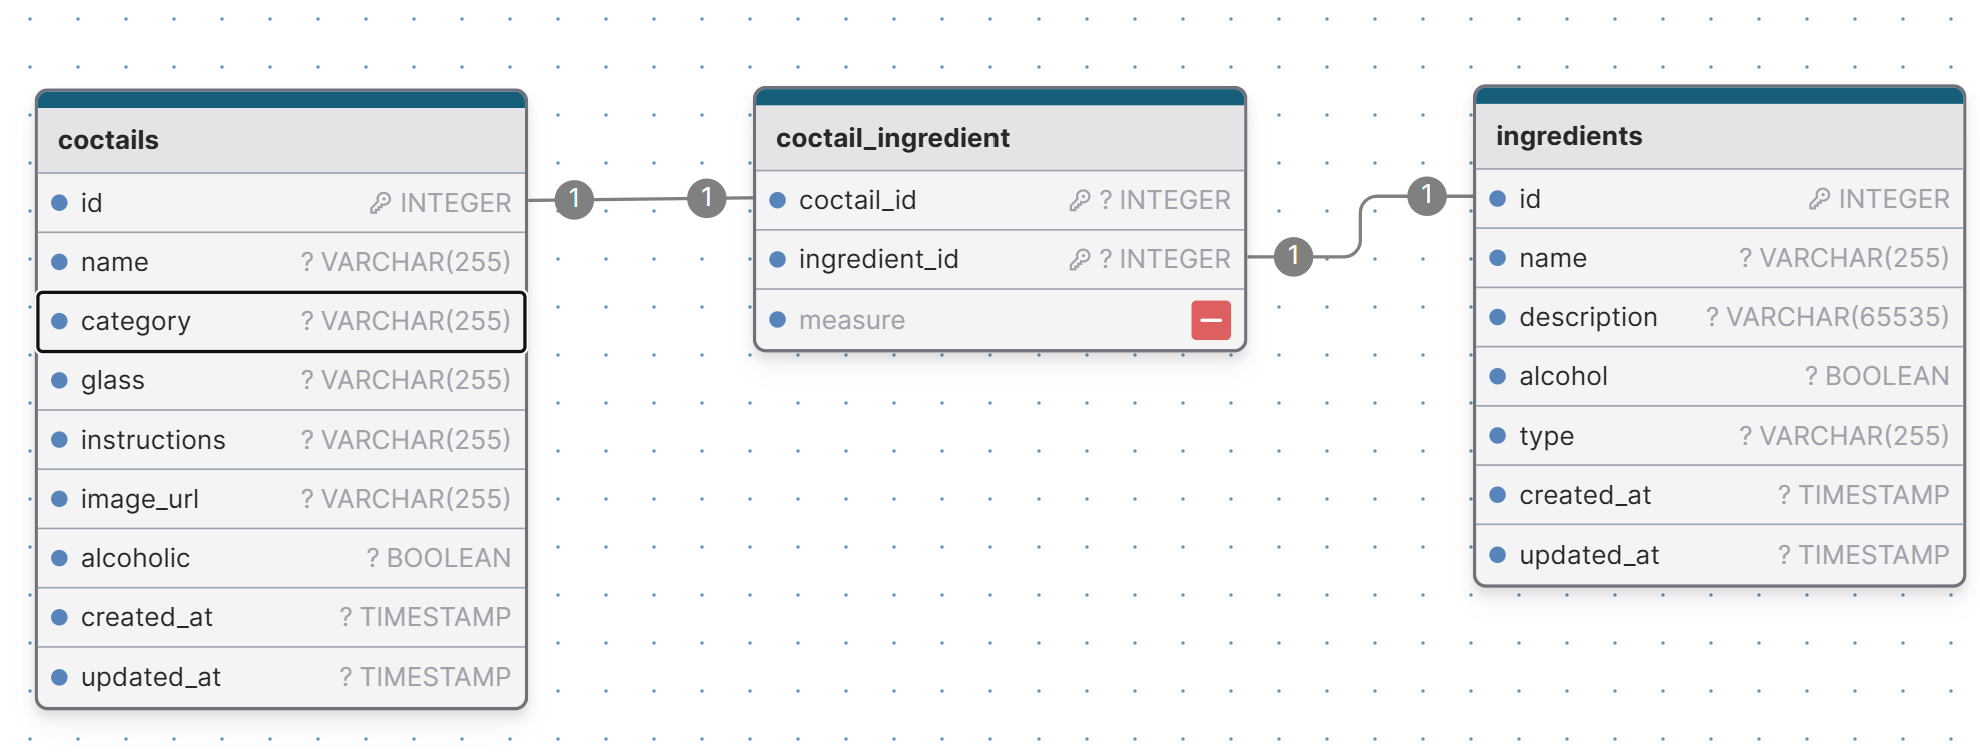 coctails
id INTEGER
name ? VARCHAR(255)
category ? VARCHAR(255)
glass ? VARCHAR(255)
instructions ? VARCHAR(255)
image_url ? VARCHAR(255)
alcoholic ? BOOLEAN
created_at ? TIMESTAMP
updated_at ? TIMESTAMP
1 1
coctail_ingredient
coctail_id ? INTEGER
ingredient_id ? INTEGER
measure
1 1
ingredients
id INTEGER
name ? VARCHAR(255)
description ? VARCHAR(65535)
alcohol ? BOOLEAN
type ? VARCHAR(255)
created_at ? TIMESTAMP
updated_at ? TIMESTAMP